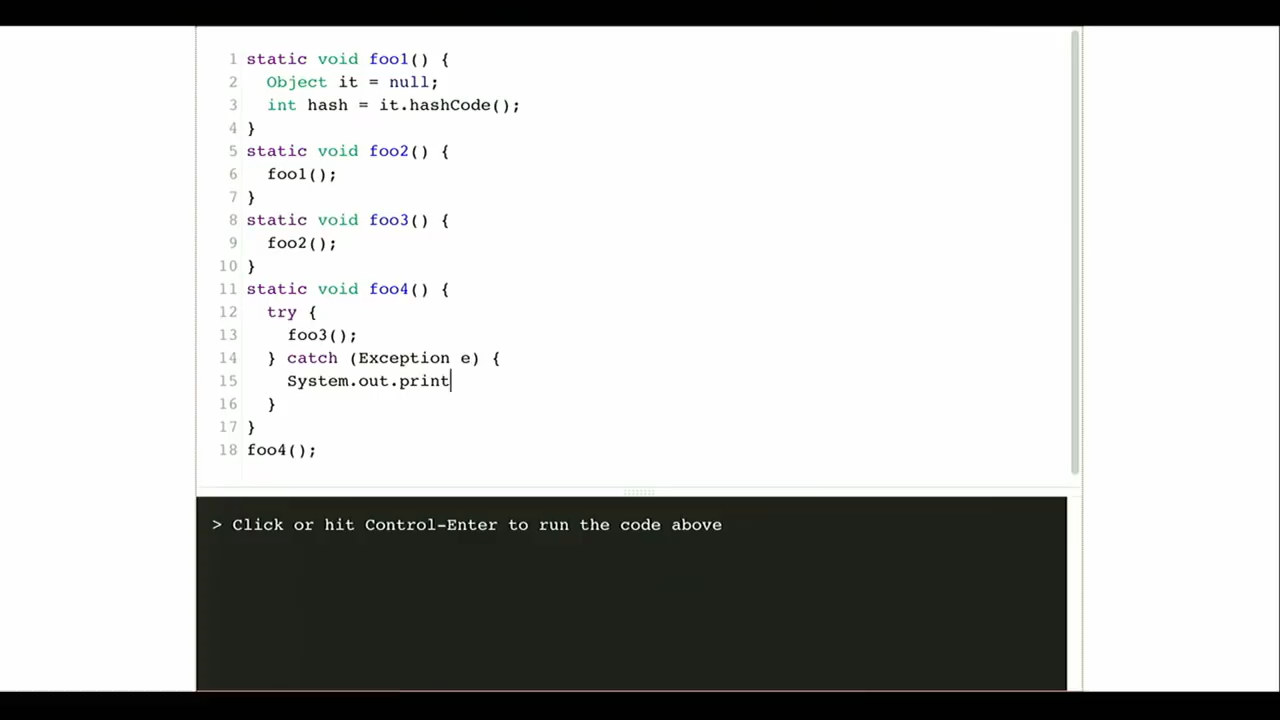 1 static void foo1() {
2 Object it = null;
3 int hash = it.hashCode();
4 }
5 static void foo2() {
6 foo1();
7 }
8 static void foo3() {
9 foo2();
10 }
11 static void foo4() {
12 try {
13 foo3();
14 } catch (Exception e) {
15 System.out.print
16 }
17 }
18 foo4();
> Click or hit Control-Enter to run the code above